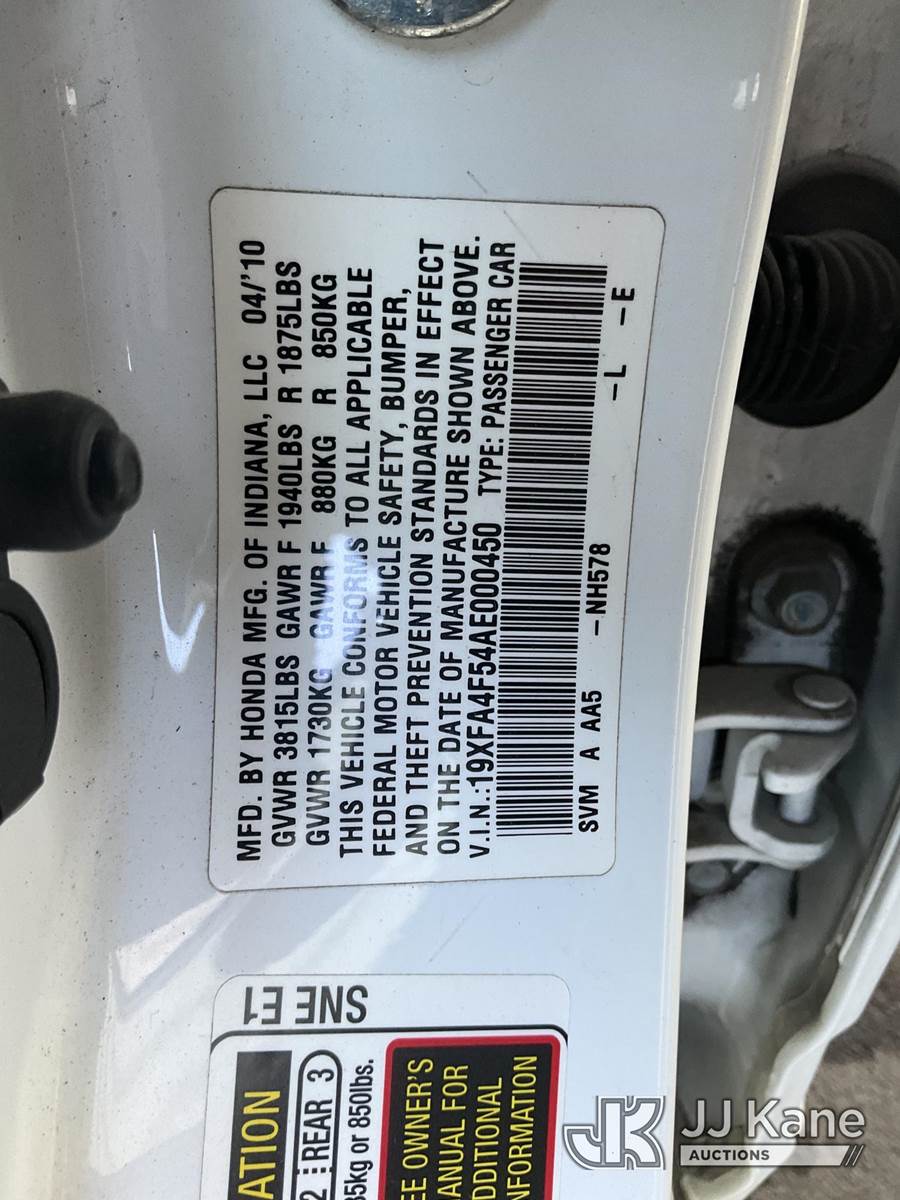 MFD. BY HONDA MFG. OF INDIANA, LLC 04/'10
GVWR 3815LBS GAWR F 1940LBS R 1875LBS
GVWR 1730KG GAWR F 880KG R 850KG
THIS VEHICLE CONFORMS TO ALL APPLICABLE
FEDERAL MOTOR VEHICLE SAFETY, BUMPER,
AND THEFT PREVENTION STANDARDS IN EFFECT
ON THE DATE OF MANUFACTURE SHOWN ABOVE.
V.I.N.:19XFA4F54AE000450 TYPE: PASSENGER CAR
SVM A AA5 -NH578 -L -E
SNE E1
ATION
2 REAR 3
35kg or 850lbs.
EE OWNER'S
ANUAL FOR
DDITIONAL
NFORMATION
JK JJ Kane
AUCTIONS